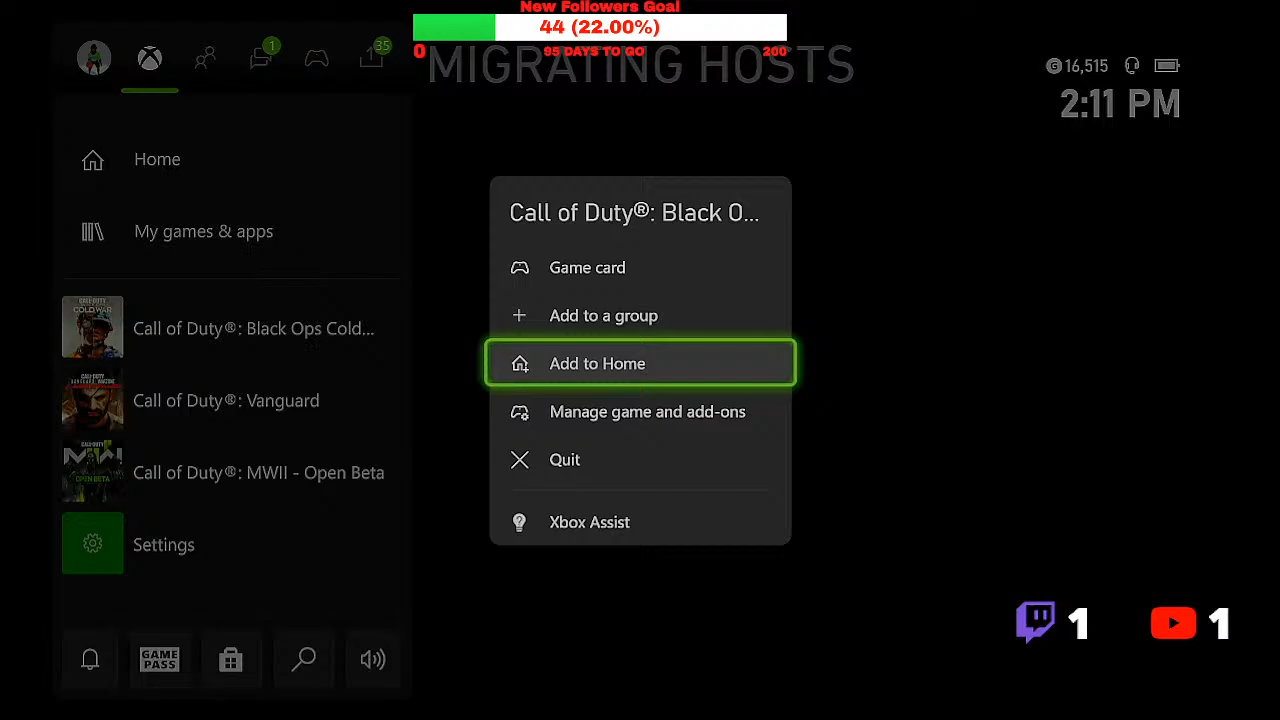 New Followers Goal
44 (22.00%)
0
95 DAYS TO GO
200
MIGRATING HOSTS
1
35
16,515
2:11 PM
Home
My games & apps
Call of Duty®: Black Ops Cold...
Call of Duty®: Vanguard
Call of Duty®: MWII - Open Beta
Settings
GAME
PASS
Call of Duty®: Black O...
Game card
Add to a group
Add to Home
Manage game and add-ons
Quit
Xbox Assist
1
1